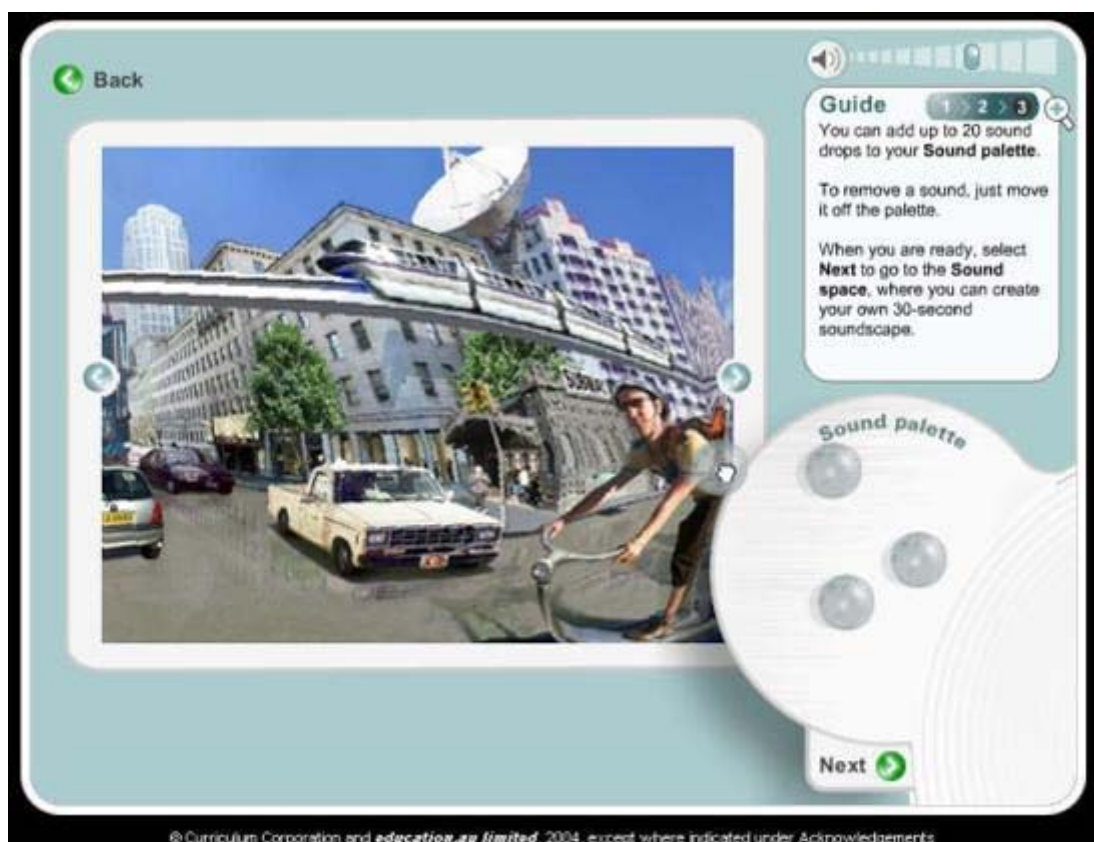 Back
Guide
1 > 2 > 3
You can add up to 20 sound
drops to your Sound palette.
To remove a sound, just move
it off the palette.
When you are ready, select
Next to go to the Sound
space, where you can create
your own 30-second
soundscape.
SUBWAY
Sound palette
Next
© Curriculum Corporation and education.au limited, 2004, except where indicated under Acknowledgements